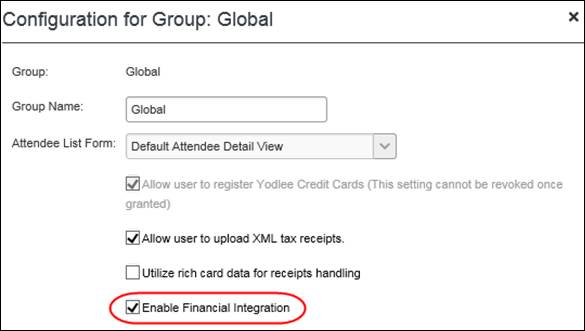 Configuration for Group: Global
Group: Global
Group Name: Global
Attendee List Form: Default Attendee Detail View
Allow user to register Yodlee Credit Cards (This setting cannot be revoked once
granted)
Allow user to upload XML tax receipts.
Utilize rich card data for receipts handling
Enable Financial Integration